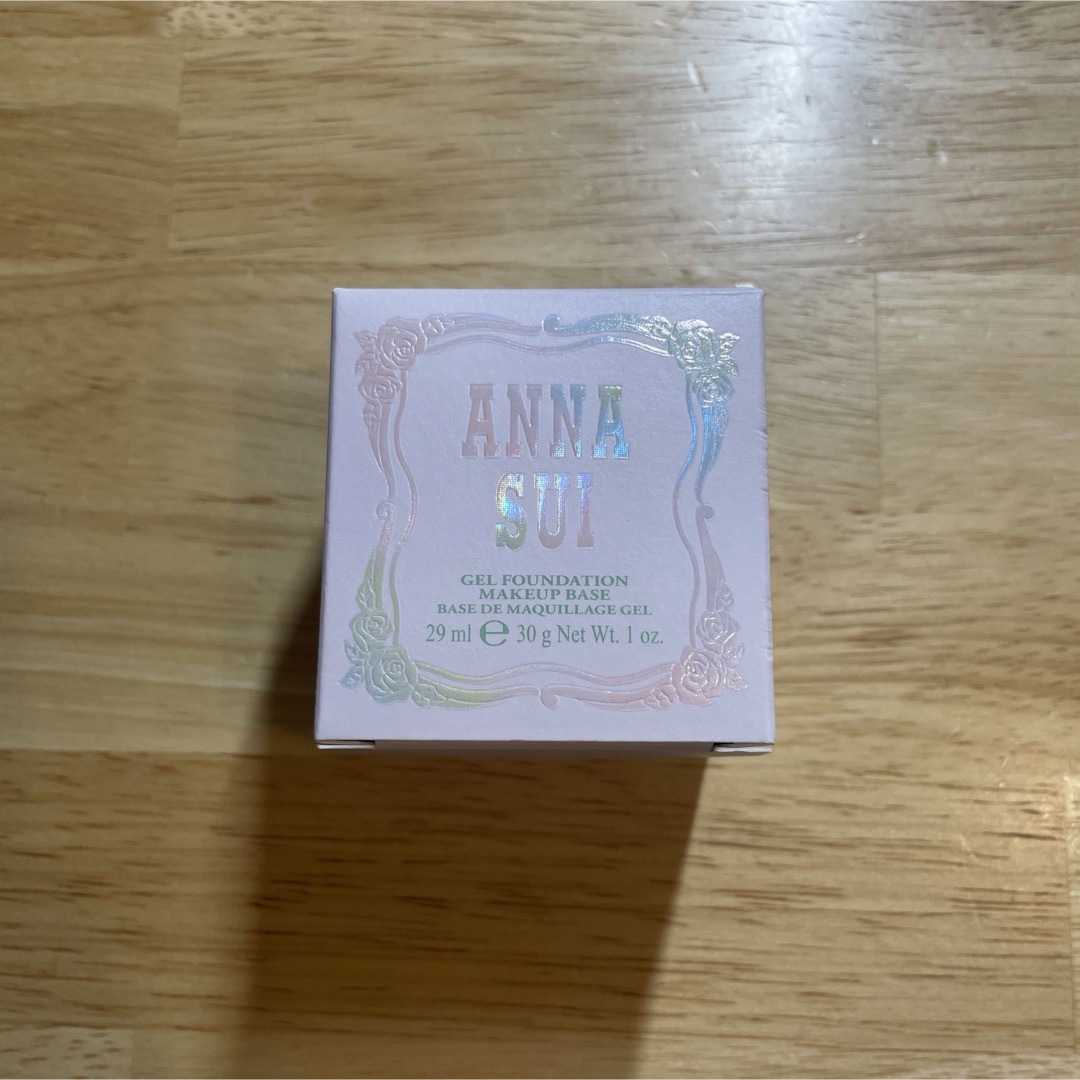 ANNA
SUI
GEL FOUNDATION
MAKEUP BASE
BASE DE MAQUILLAGE GEL
29 ml ℮ 30 g Net Wt. 1 oz.